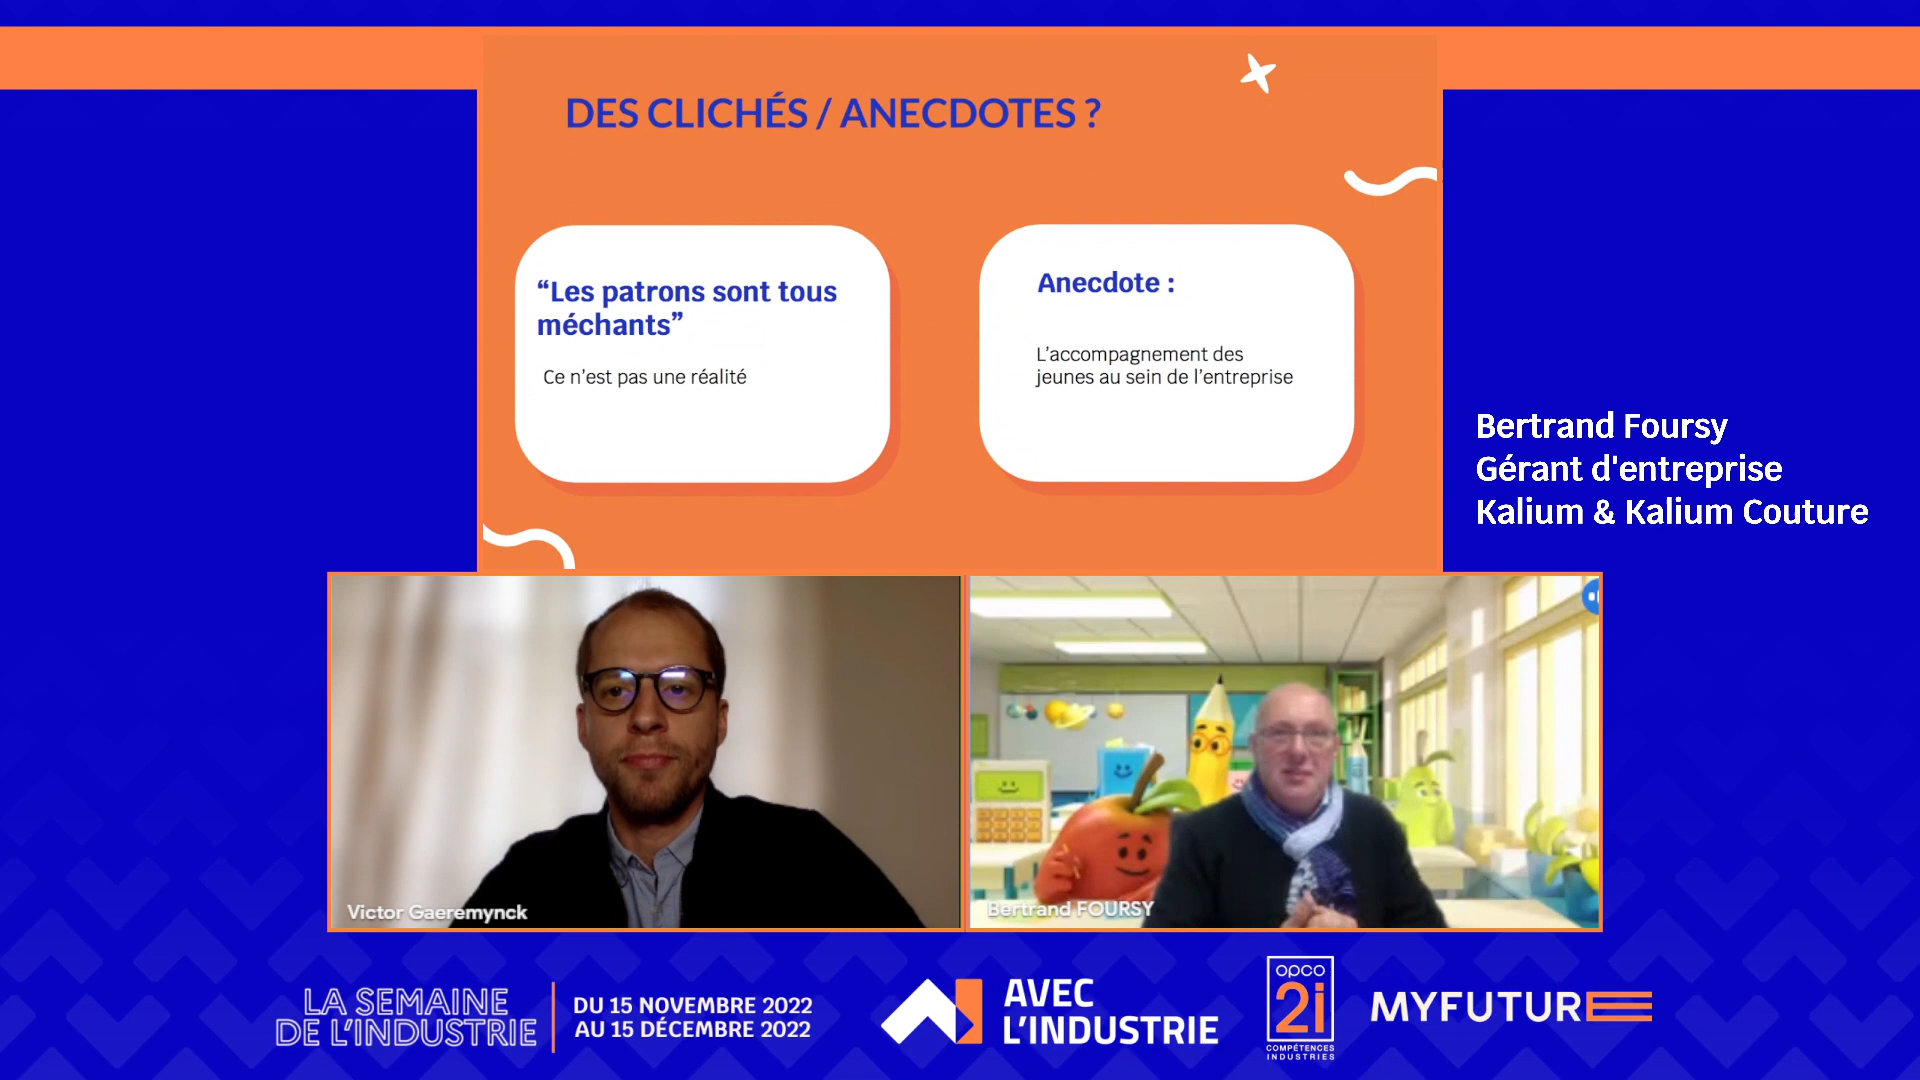 DES CLICHÉS / ANECDOTES ?
“Les patrons sont tous
méchants”
Ce n’est pas une réalité
Anecdote :
L’accompagnement des
jeunes au sein de l’entreprise
Bertrand Foursy
Gérant d'entreprise
Kalium & Kalium Couture
Victor Gaeremynck
Bertrand FOURSY
LA SEMAINE
DE L’INDUSTRIE
DU 15 NOVEMBRE 2022
AU 15 DÉCEMBRE 2022
AVEC
L’INDUSTRIE
opco
2i
COMPÉTENCES
INDUSTRIES
MYFUTURE